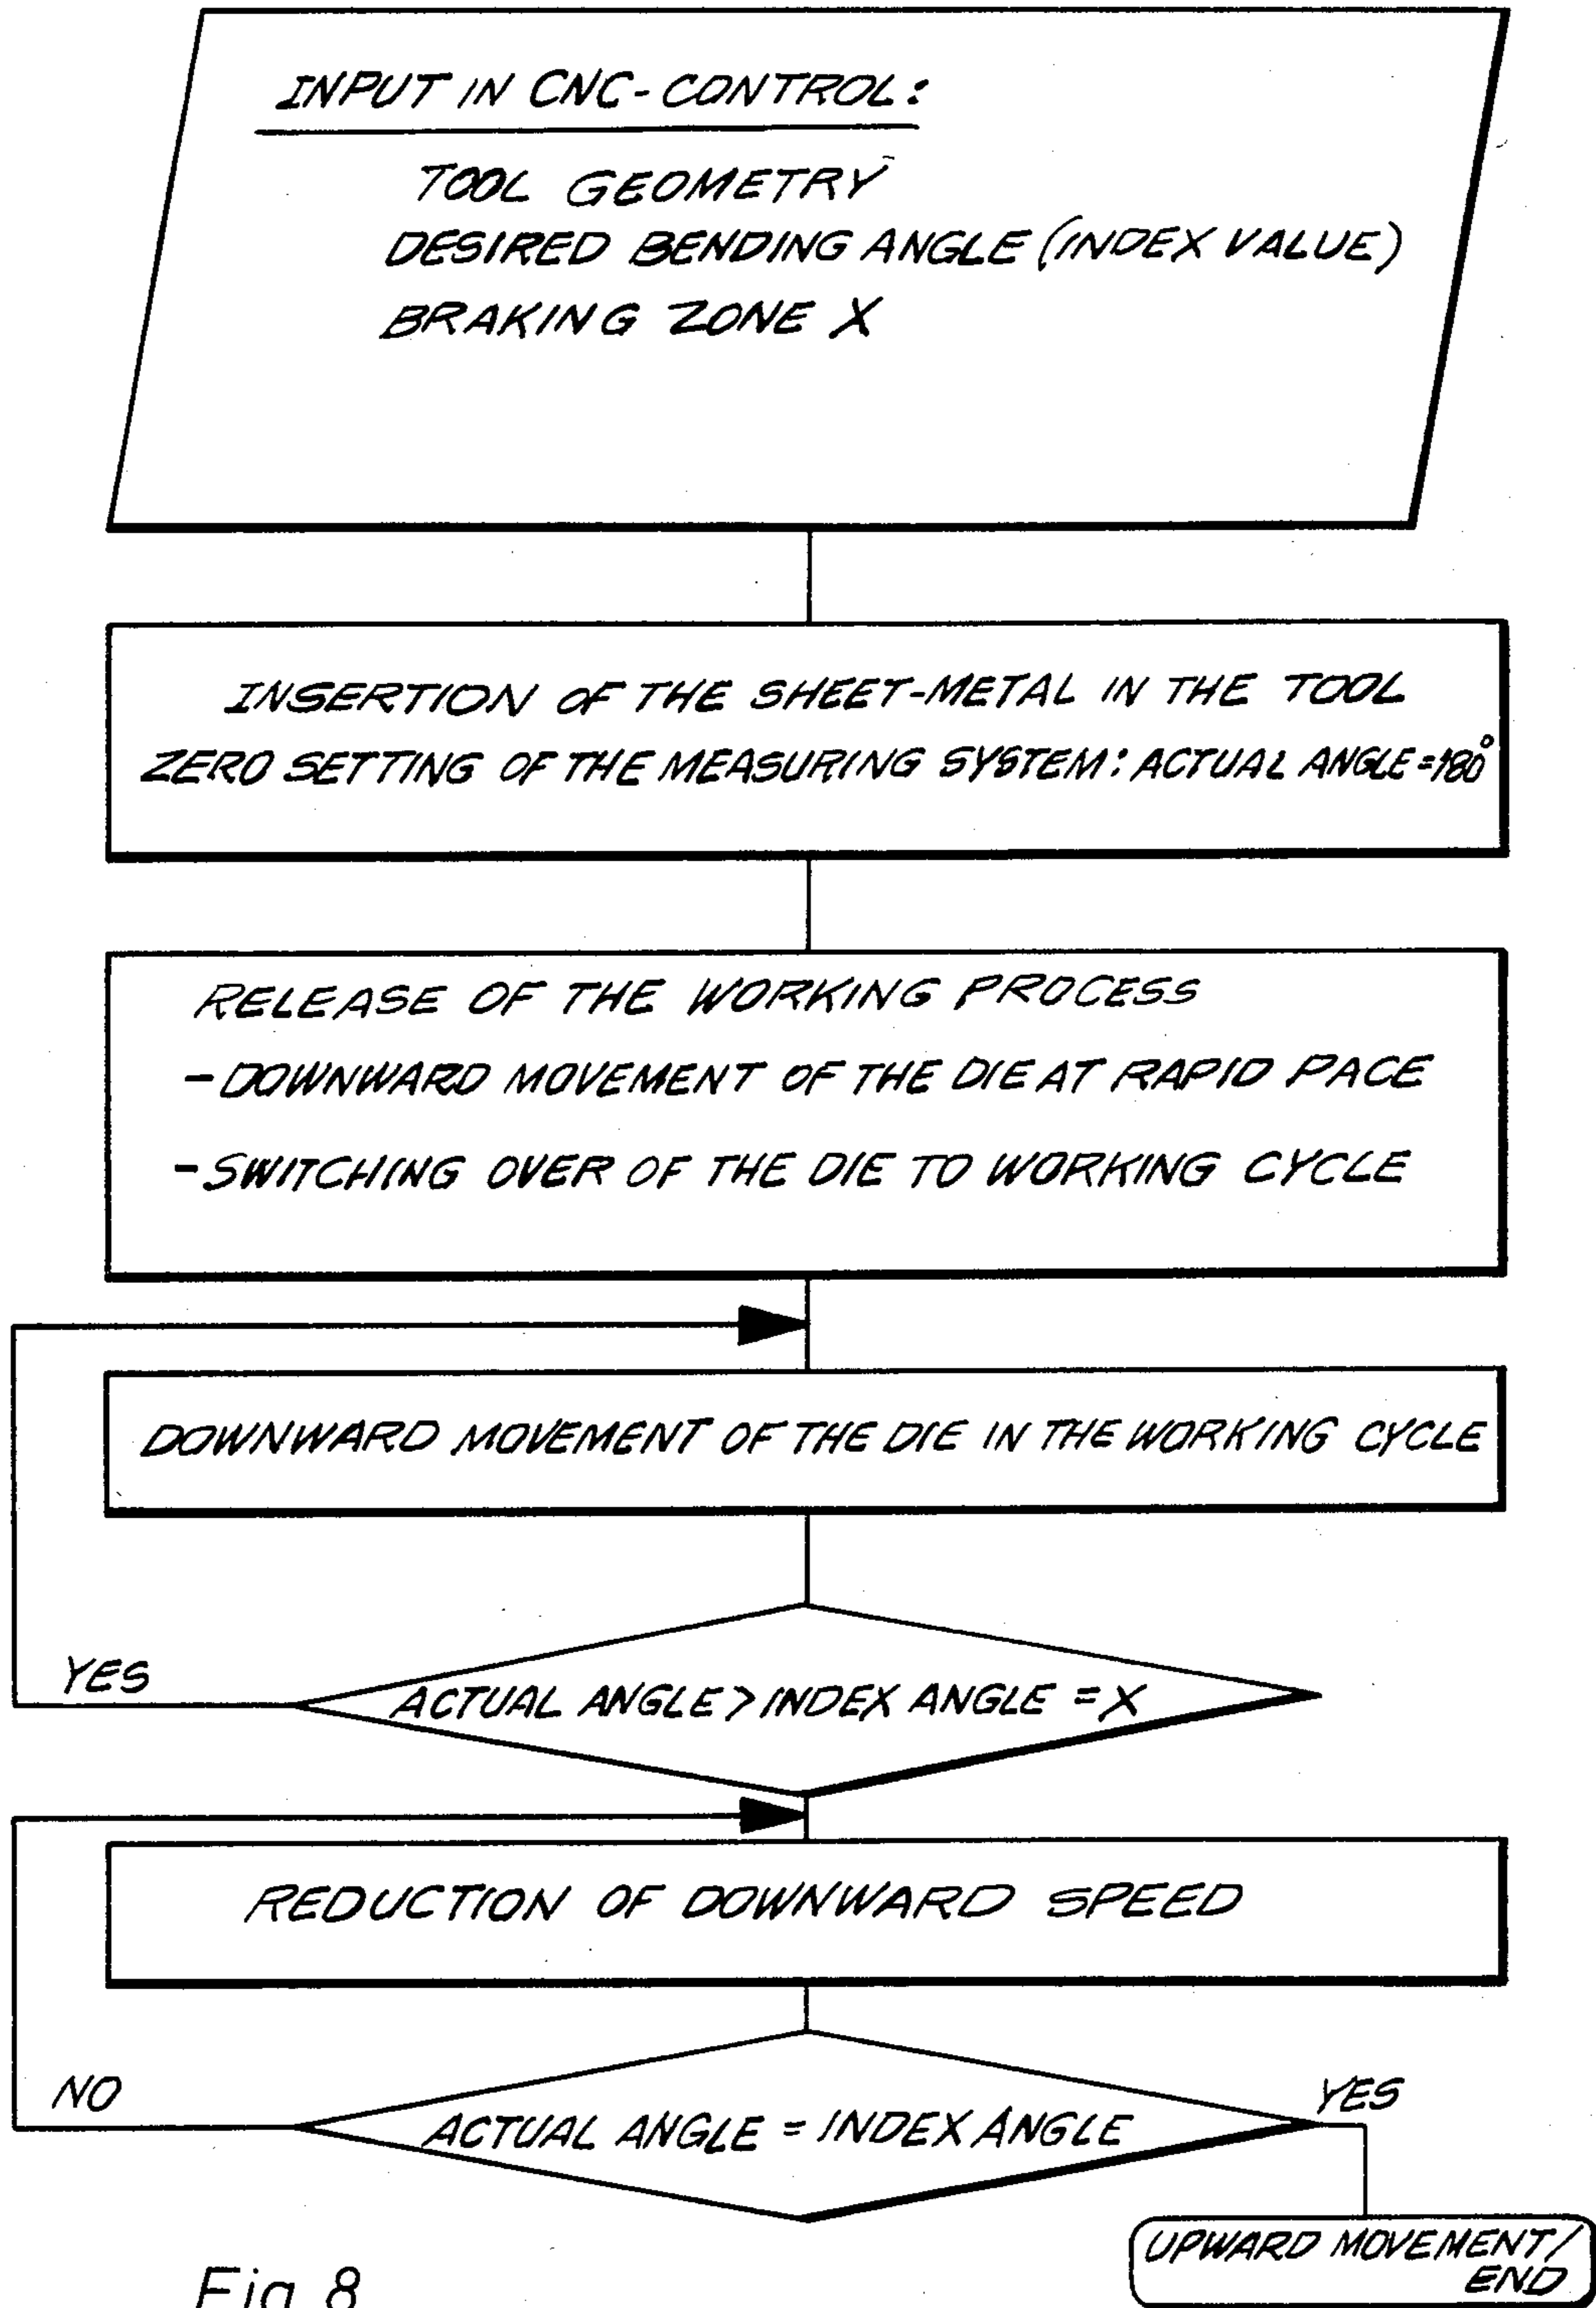 INPUT IN CNC-CONTROL:
TOOL GEOMETRY
DESIRED BENDING ANGLE (INDEX VALUE)
BRAKING ZONE X
INSERTION OF THE SHEET-METAL IN THE TOOL
ZERO SETTING OF THE MEASURING SYSTEM: ACTUAL ANGLE=180°
RELEASE OF THE WORKING PROCESS
-DOWNWARD MOVEMENT OF THE DIE AT RAPID PACE
-SWITCHING OVER OF THE DIE TO WORKING CYCLE
DOWNWARD MOVEMENT OF THE DIE IN THE WORKING CYCLE
YES
ACTUAL ANGLE > INDEX ANGLE = X
REDUCTION OF DOWNWARD SPEED
NO
ACTUAL ANGLE = INDEX ANGLE
YES
UPWARD MOVEMENT/
END
Fig 8